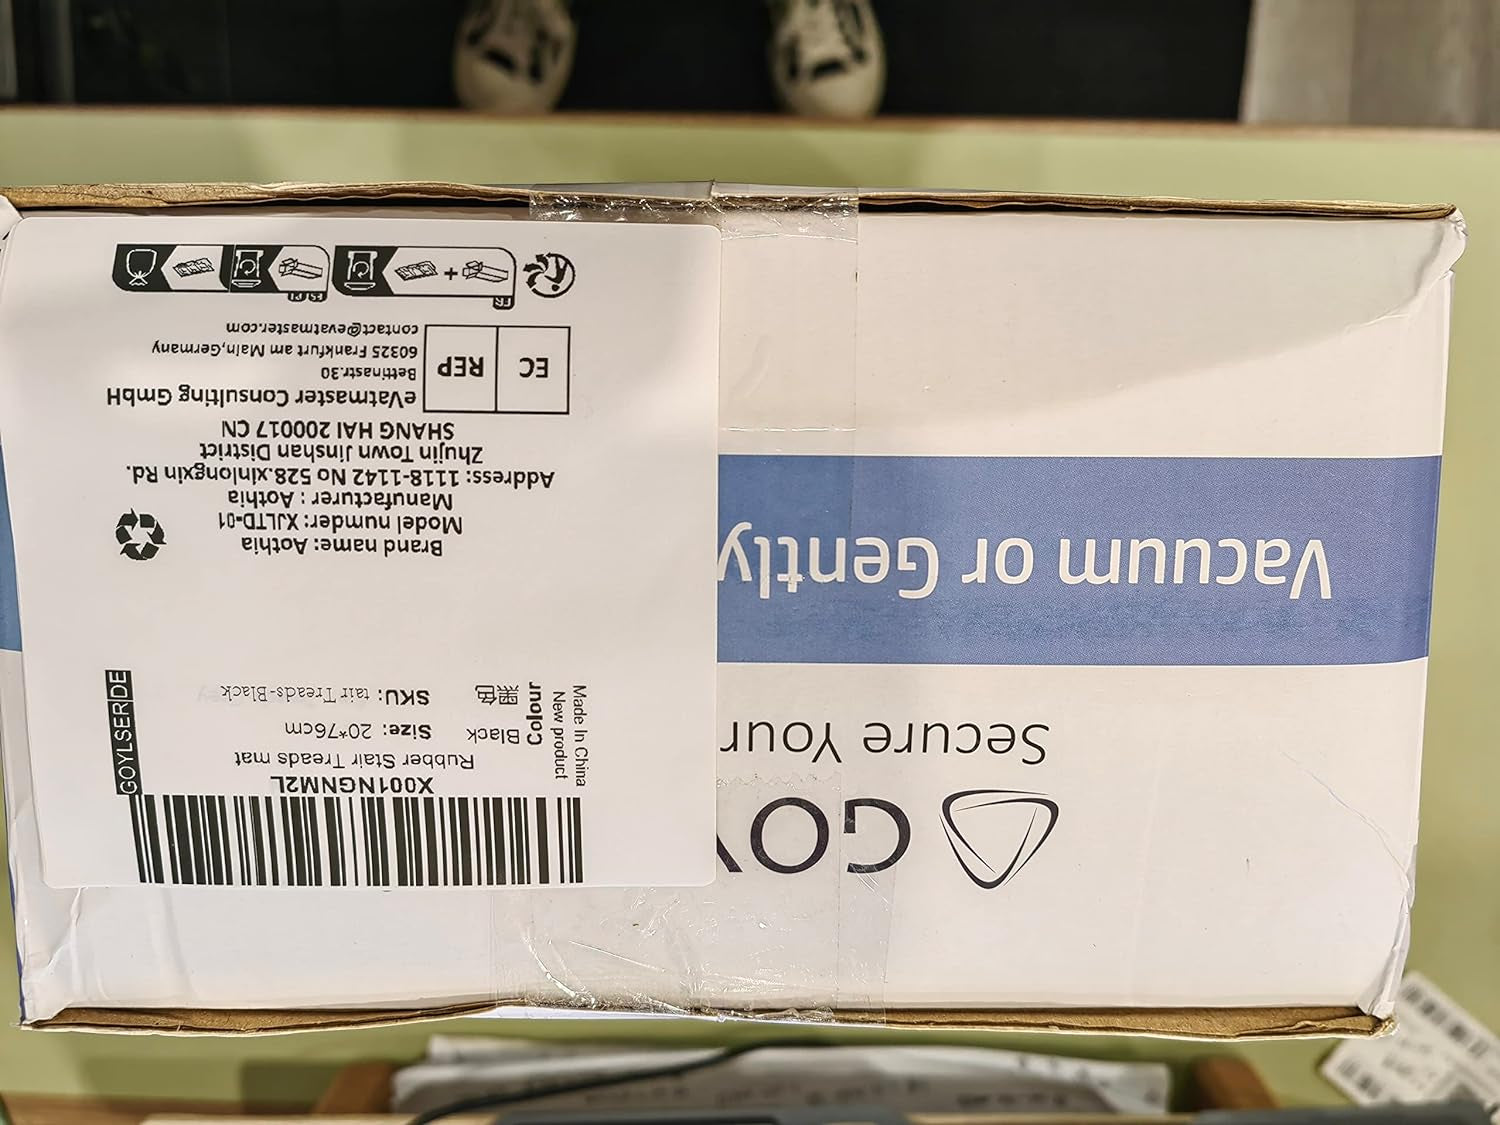 X001NGNM2L
Rubber Stair Treads mat
Size: 20*76cm
SKU: tair Treads-Black
Black
黑色
Colour
New product
Made In China
GOYLSER DE
Brand name: Aothia
Model numder: XJLTD-01
Manufacturer : Aothia
Address: 1118-1142 No 528.xinlongxin Rd.
Zhujin Town Jinshan District
SHANG HAI 200017 CN
EC REP
eVatmaster Consulting GmbH
Bettinastr.30
60325 Frankfurt am Main,Germany
contact@evatmaster.com
FR
GOY
Secure Your
Vacuum or Gently